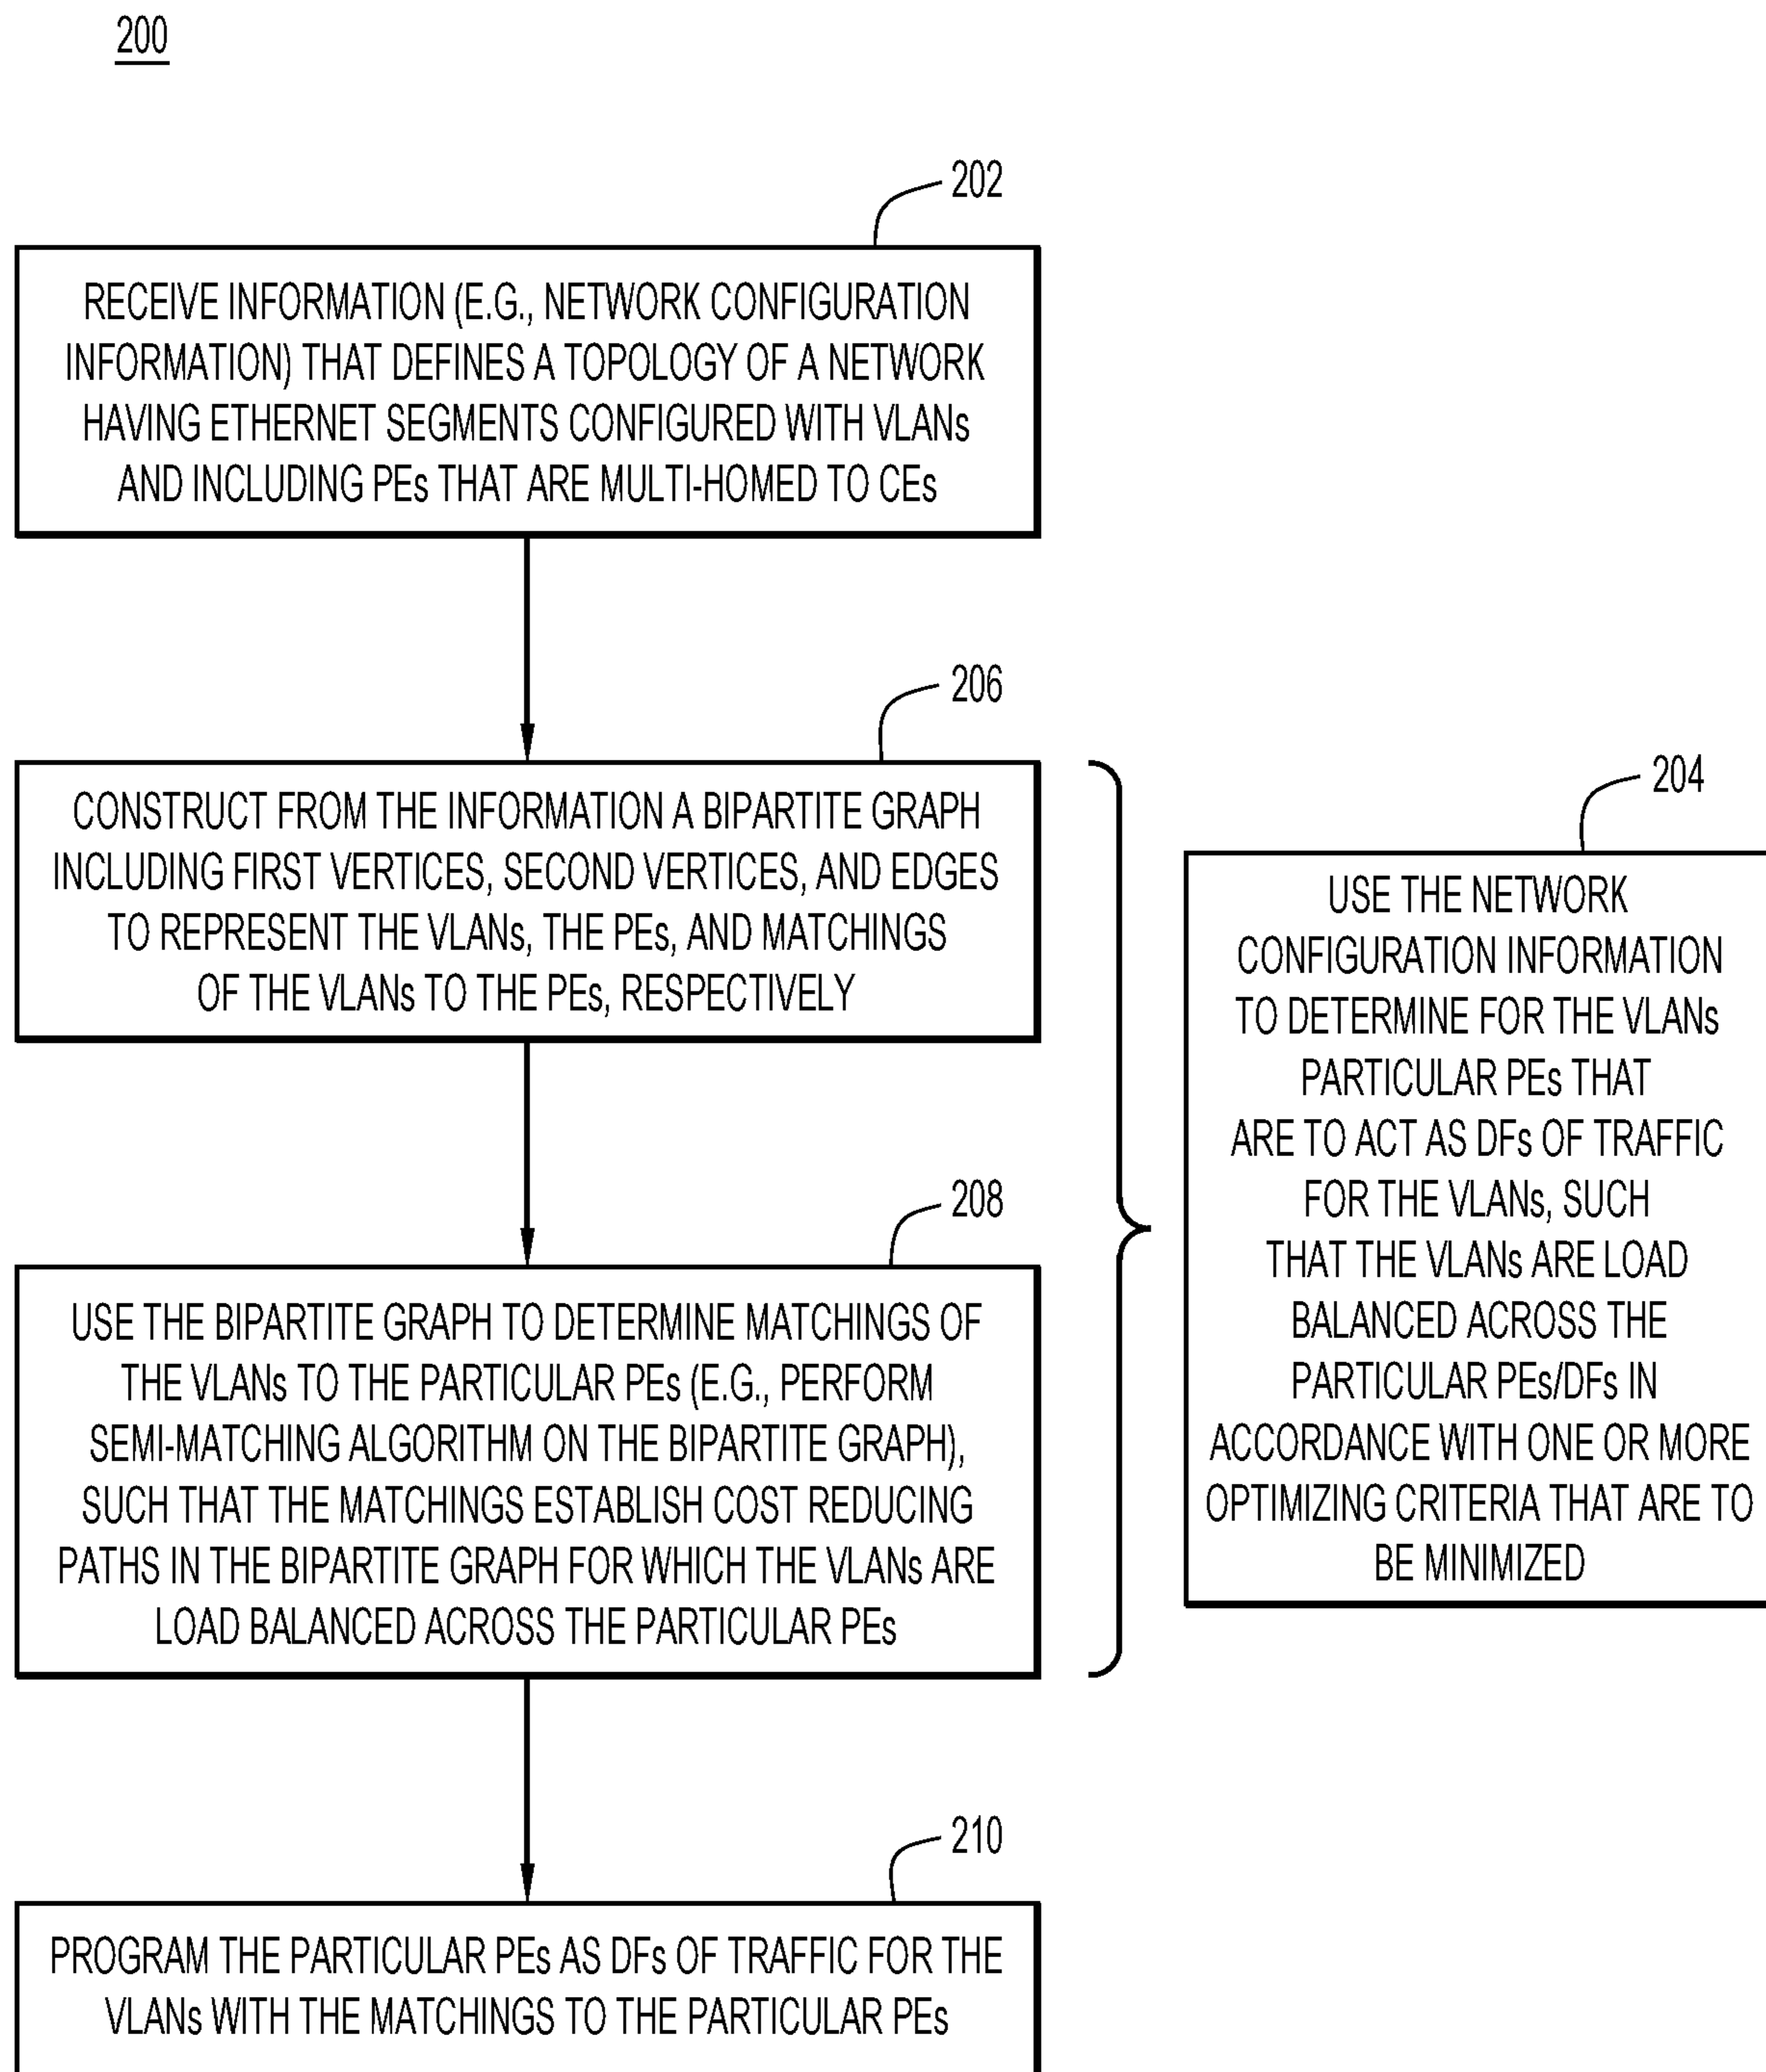 200
202
RECEIVE INFORMATION (E.G., NETWORK CONFIGURATION
INFORMATION) THAT DEFINES A TOPOLOGY OF A NETWORK
HAVING ETHERNET SEGMENTS CONFIGURED WITH VLANs
AND INCLUDING PEs THAT ARE MULTI-HOMED TO CEs
206
CONSTRUCT FROM THE INFORMATION A BIPARTITE GRAPH
INCLUDING FIRST VERTICES, SECOND VERTICES, AND EDGES
TO REPRESENT THE VLANs, THE PEs, AND MATCHINGS
OF THE VLANs TO THE PEs, RESPECTIVELY
204
USE THE NETWORK
CONFIGURATION INFORMATION
TO DETERMINE FOR THE VLANs
PARTICULAR PEs THAT
ARE TO ACT AS DFs OF TRAFFIC
FOR THE VLANs, SUCH
THAT THE VLANs ARE LOAD
BALANCED ACROSS THE
PARTICULAR PEs/DFs IN
ACCORDANCE WITH ONE OR MORE
OPTIMIZING CRITERIA THAT ARE TO
BE MINIMIZED
208
USE THE BIPARTITE GRAPH TO DETERMINE MATCHINGS OF
THE VLANs TO THE PARTICULAR PEs (E.G., PERFORM
SEMI-MATCHING ALGORITHM ON THE BIPARTITE GRAPH),
SUCH THAT THE MATCHINGS ESTABLISH COST REDUCING
PATHS IN THE BIPARTITE GRAPH FOR WHICH THE VLANs ARE
LOAD BALANCED ACROSS THE PARTICULAR PEs
210
PROGRAM THE PARTICULAR PEs AS DFs OF TRAFFIC FOR THE
VLANs WITH THE MATCHINGS TO THE PARTICULAR PEs